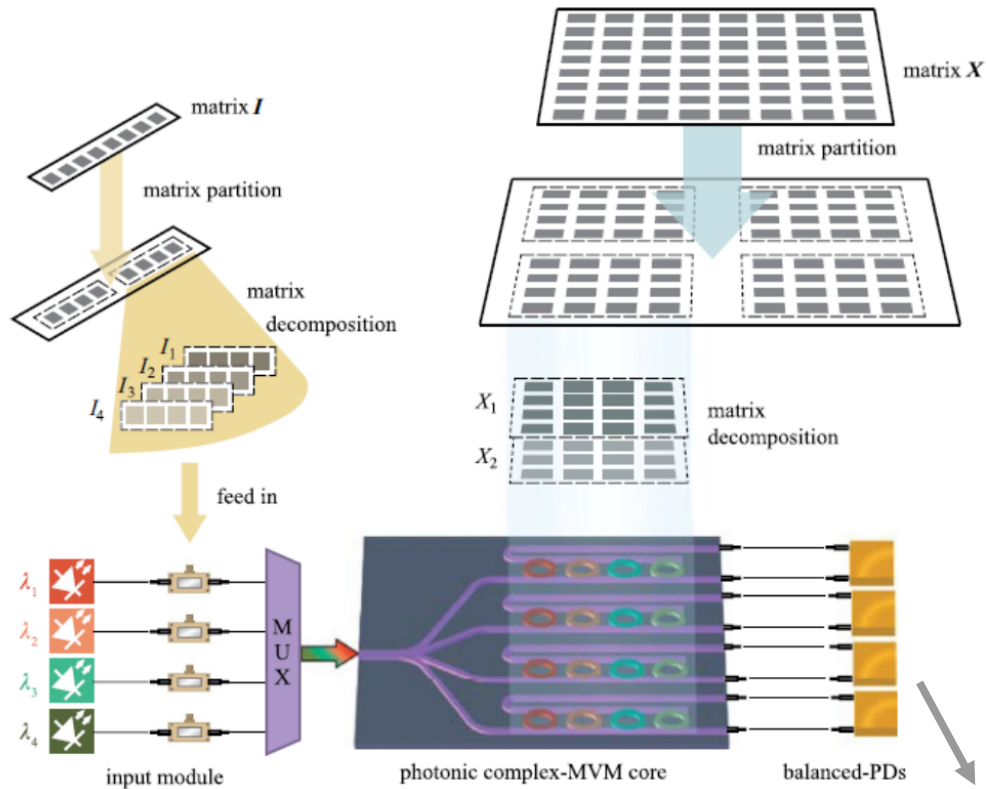 matrix X
matrix I
matrix partition
matrix partition
matrix
decomposition
I1
I2
I3
I4
X1
X2
matrix
decomposition
feed in
λ1
λ2
λ3
λ4
M
U
X
input module
photonic complex-MVM core
balanced-PDs